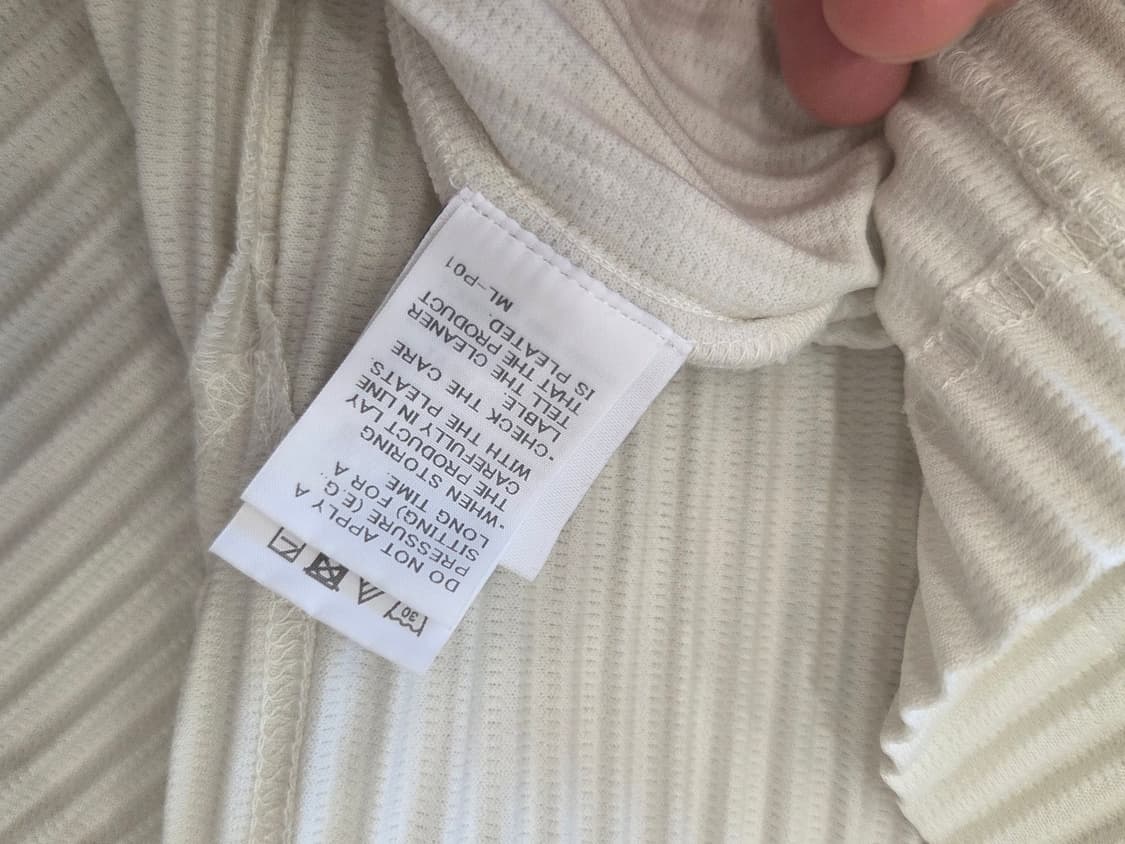 30
DO NOT APPLY A
PRESSURE (E.G.
SITTING) FOR A
LONG TIME.
-WHEN STORING
THE PRODUCT LAY
CAREFULLY IN LINE
WITH THE PLEATS
-CHECK THE CARE
LABLE.
TELL THE CLEANER
THAT THE PRODUCT
IS PLEATED.
ML-P01